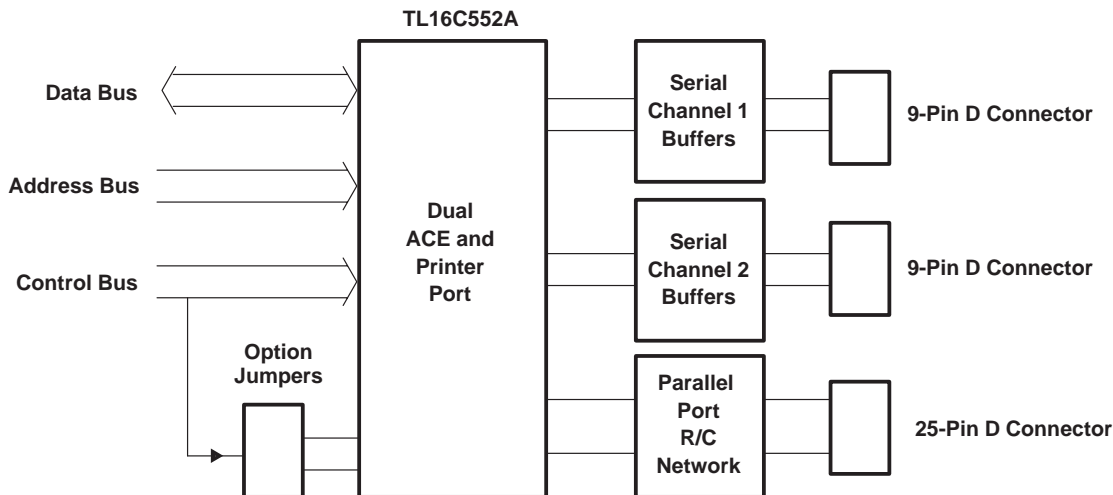 TL16C552A
Data Bus
Address Bus
Control Bus
Option
Jumpers
Dual
ACE and
Printer
Port
Serial
Channel 1
Buffers
9-Pin D Connector
Serial
Channel 2
Buffers
9-Pin D Connector
Parallel
Port
R/C
Network
25-Pin D Connector